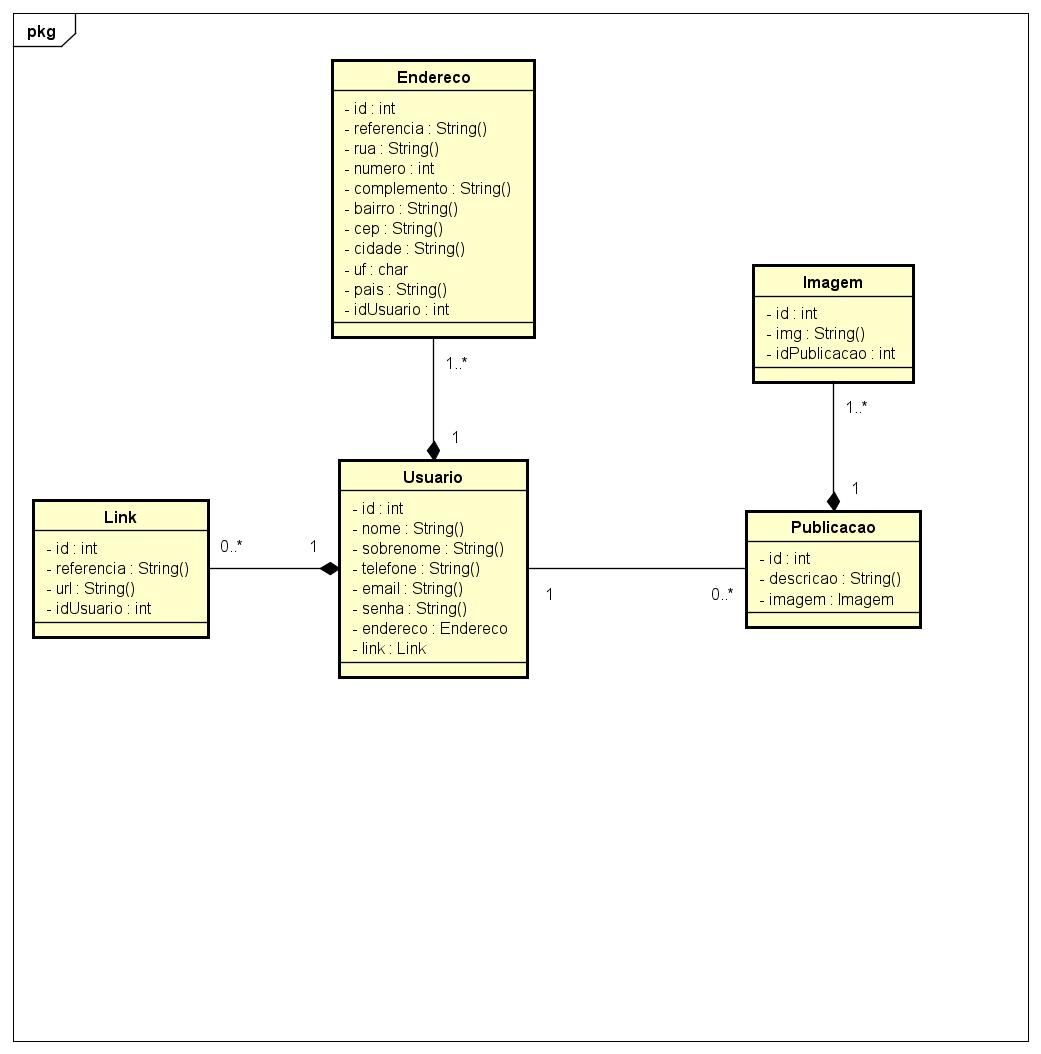 pkg
Endereco
- id : int
- referencia : String()
- rua : String()
- numero : int
- complemento : String()
- bairro : String()
- cep : String()
- cidade : String()
- uf : char
- pais : String()
- idUsuario : int
1..*
1
Imagem
- id : int
- img : String()
- idPublicacao : int
1..*
1
Link
- id : int
- referencia : String()
- url : String()
- idUsuario : int
0..*
1
Usuario
- id : int
- nome : String()
- sobrenome : String()
- telefone : String()
- email : String()
- senha : String()
- endereco : Endereco
- link : Link
1
0..*
Publicacao
- id : int
- descricao : String()
- imagem : Imagem